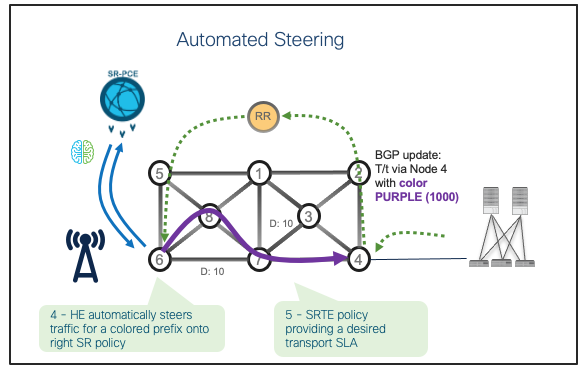 Automated Steering
SR-PCE
RR
BGP update:
T/t via Node 4
with color
PURPLE (1000)
5
1
2
8
3
D: 10
6
7
4
D: 10
4 – HE automatically steers
traffic for a colored prefix onto
right SR policy
5 – SRTE policy
providing a desired
transport SLA